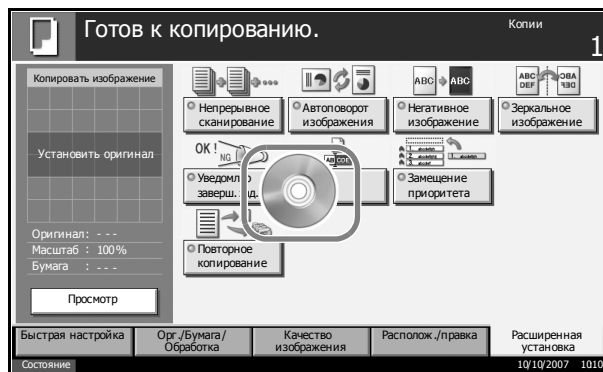 Готов к копированию.
Копии
1
Копировать изображение
Установить оригинал
Оригинал: - - -
Масштаб : 100%
Бумага : - - -
Просмотр
ABC
ABC
ABC
DEF
Непрерывное
сканирование
Автоповорот
изображения
Негативное
изображение
Зеркальное
изображение
OK !
NG
Уведомл. о
заверш.
Замещение
приоритета
Повторное
копирование
Быстрая настройка
Орг./Бумага/
Обработка
Качество
изображения
Располож./правка
Расширенная
установка
Состояние
10/10/2007 1010